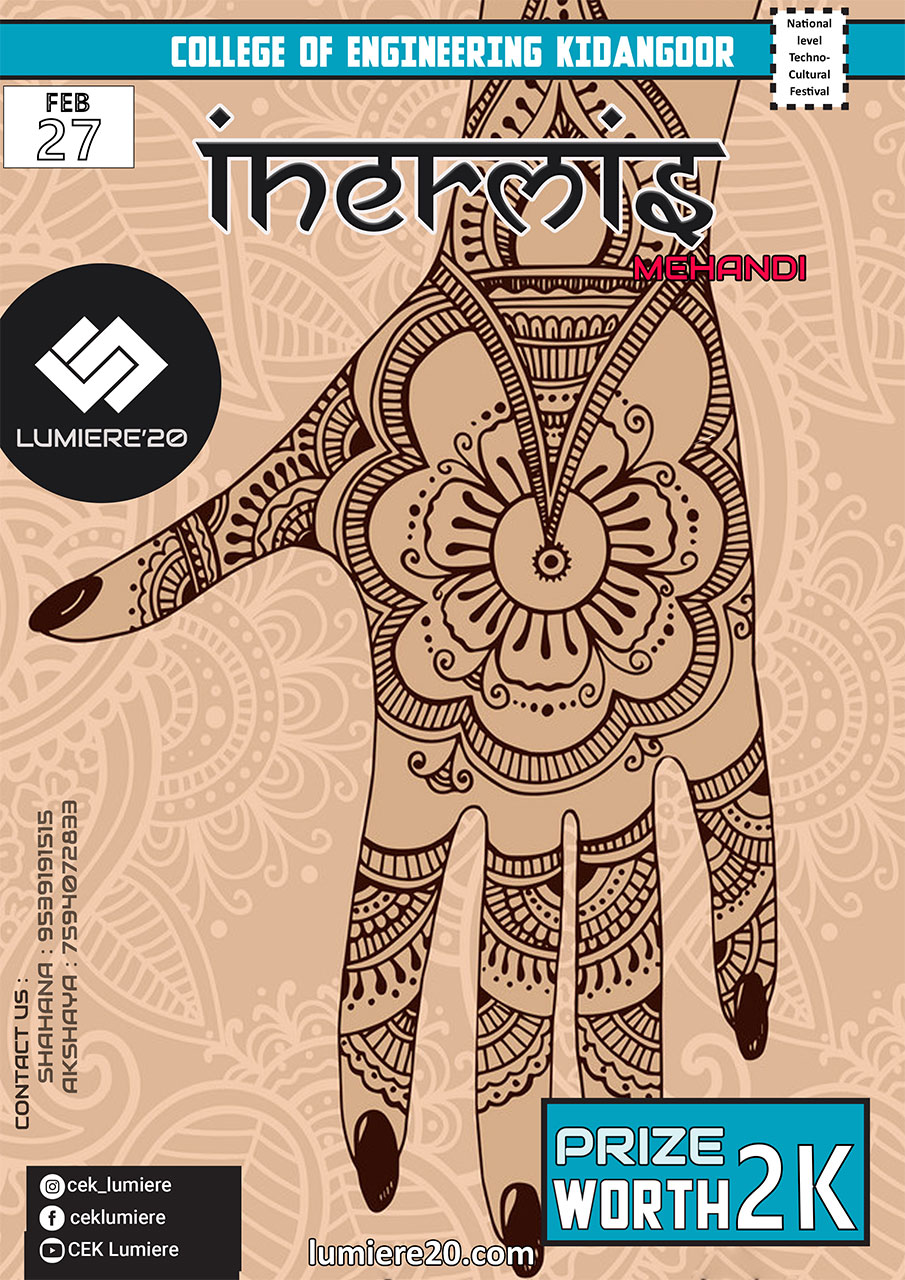 COLLEGE OF ENGINEERING KIDANGOOR
National
level
Techno-
Cultural
Festival
FEB
27
inermis
MEHANDI
LUMIERE'20
CONTACT US :
SHAHANA : 9539191515
AKSHAYA : 7594072833
PRIZE
WORTH 2K
cek_lumiere
ceklumiere
CEK Lumiere
lumiere20.com